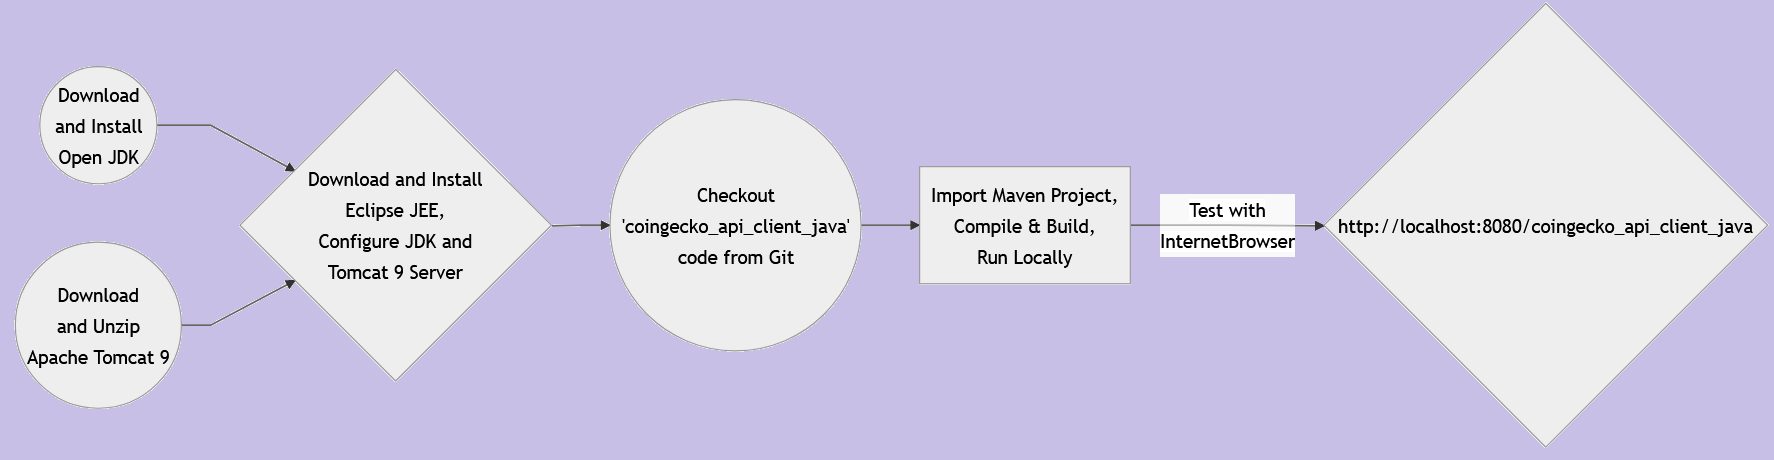 Download
and Install
Open JDK
Download
and Unzip
Apache Tomcat 9
Download and Install
Eclipse JEE,
Configure JDK and
Tomcat 9 Server
Checkout
'coingecko_api_client_java'
code from Git
Import Maven Project,
Compile & Build,
Run Locally
Test with
InternetBrowser
http://localhost:8080/coingecko_api_client_java